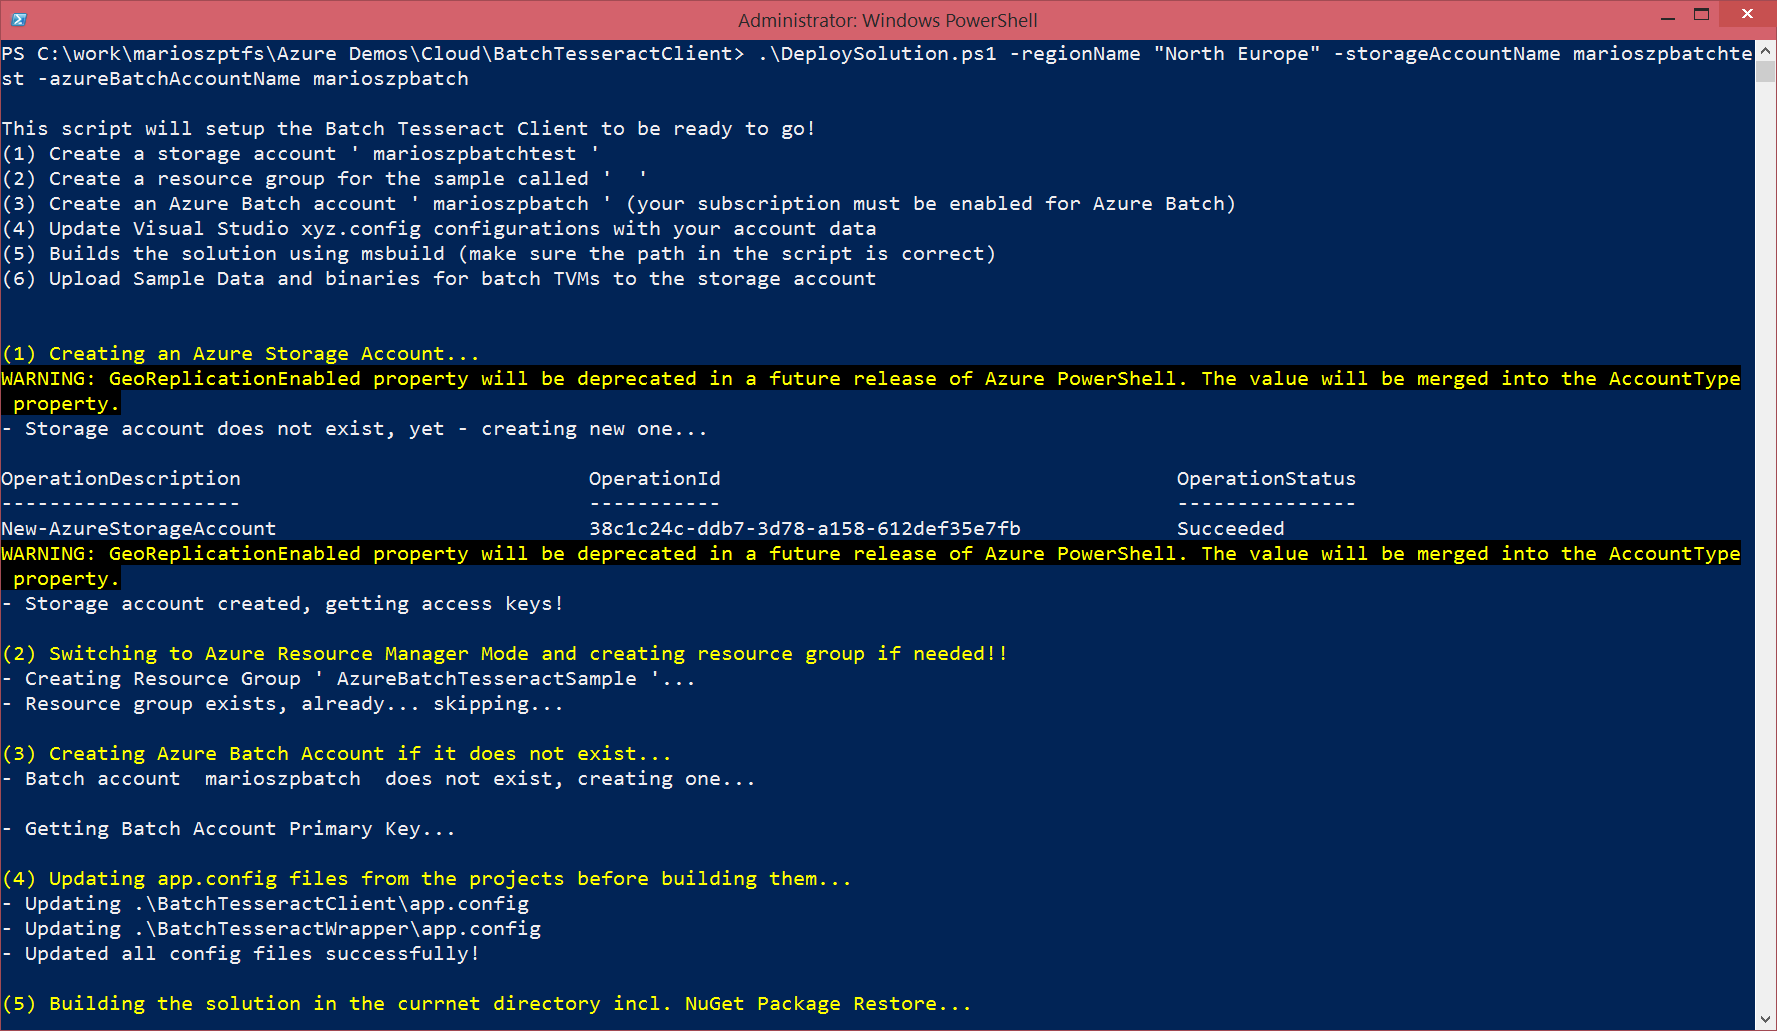 Administrator: Windows PowerShell
PS C:\work\marioszptfs\Azure Demos\Cloud\BatchTesseractClient> .\DeploySolution.ps1 -regionName "North Europe" -storageAccountName marioszpbatchte
st -azureBatchAccountName marioszpbatch
This script will setup the Batch Tesseract Client to be ready to go!
(1) Create a storage account ' marioszpbatchtest '
(2) Create a resource group for the sample called '  '
(3) Create an Azure Batch account ' marioszpbatch ' (your subscription must be enabled for Azure Batch)
(4) Update Visual Studio xyz.config configurations with your account data
(5) Builds the solution using msbuild (make sure the path in the script is correct)
(6) Upload Sample Data and binaries for batch TVMs to the storage account
(1) Creating an Azure Storage Account...
WARNING: GeoReplicationEnabled property will be deprecated in a future release of Azure PowerShell. The value will be merged into the AccountType
property.
- Storage account does not exist, yet - creating new one...
OperationDescription OperationId OperationStatus
-------------------- ----------- ---------------
New-AzureStorageAccount 38c1c24c-ddb7-3d78-a158-612def35e7fb Succeeded
WARNING: GeoReplicationEnabled property will be deprecated in a future release of Azure PowerShell. The value will be merged into the AccountType
property.
- Storage account created, getting access keys!
(2) Switching to Azure Resource Manager Mode and creating resource group if needed!!
- Creating Resource Group ' AzureBatchTesseractSample '...
- Resource group exists, already... skipping...
(3) Creating Azure Batch Account if it does not exist...
- Batch account  marioszpbatch  does not exist, creating one...
- Getting Batch Account Primary Key...
(4) Updating app.config files from the projects before building them...
- Updating .\BatchTesseractClient\app.config
- Updating .\BatchTesseractWrapper\app.config
- Updated all config files successfully!
(5) Building the solution in the currnet directory incl. NuGet Package Restore...